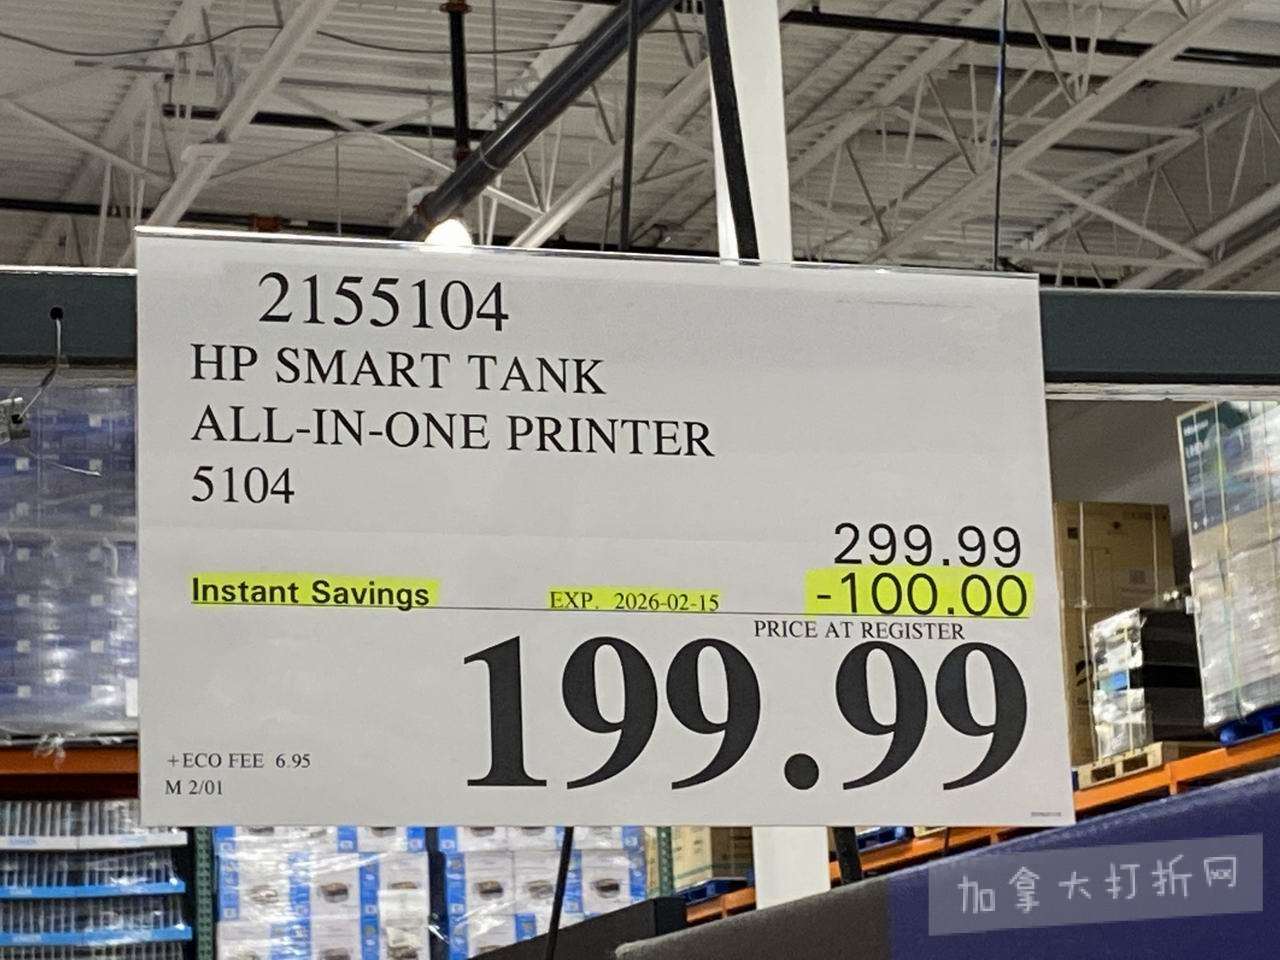 2155104
HP SMART TANK
ALL-IN-ONE PRINTER
5104
299.99
Instant Savings EXP. 2026-02-15 -100.00
PRICE AT REGISTER
199.99
+ECO FEE 6.95
M 2/01
加拿大打折网